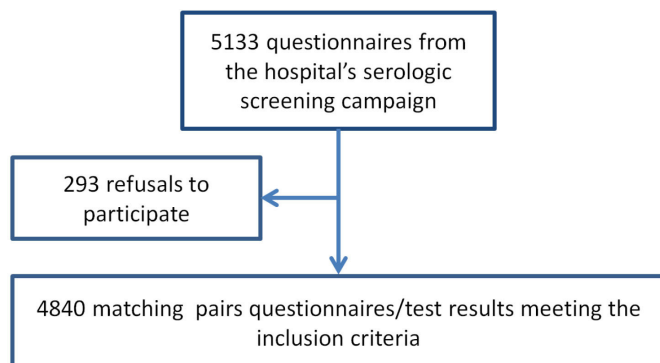 5133 questionnaires from
the hospital’s serologic
screening campaign
293 refusals to
participate
4840 matching  pairs questionnaires/test results meeting the
inclusion criteria